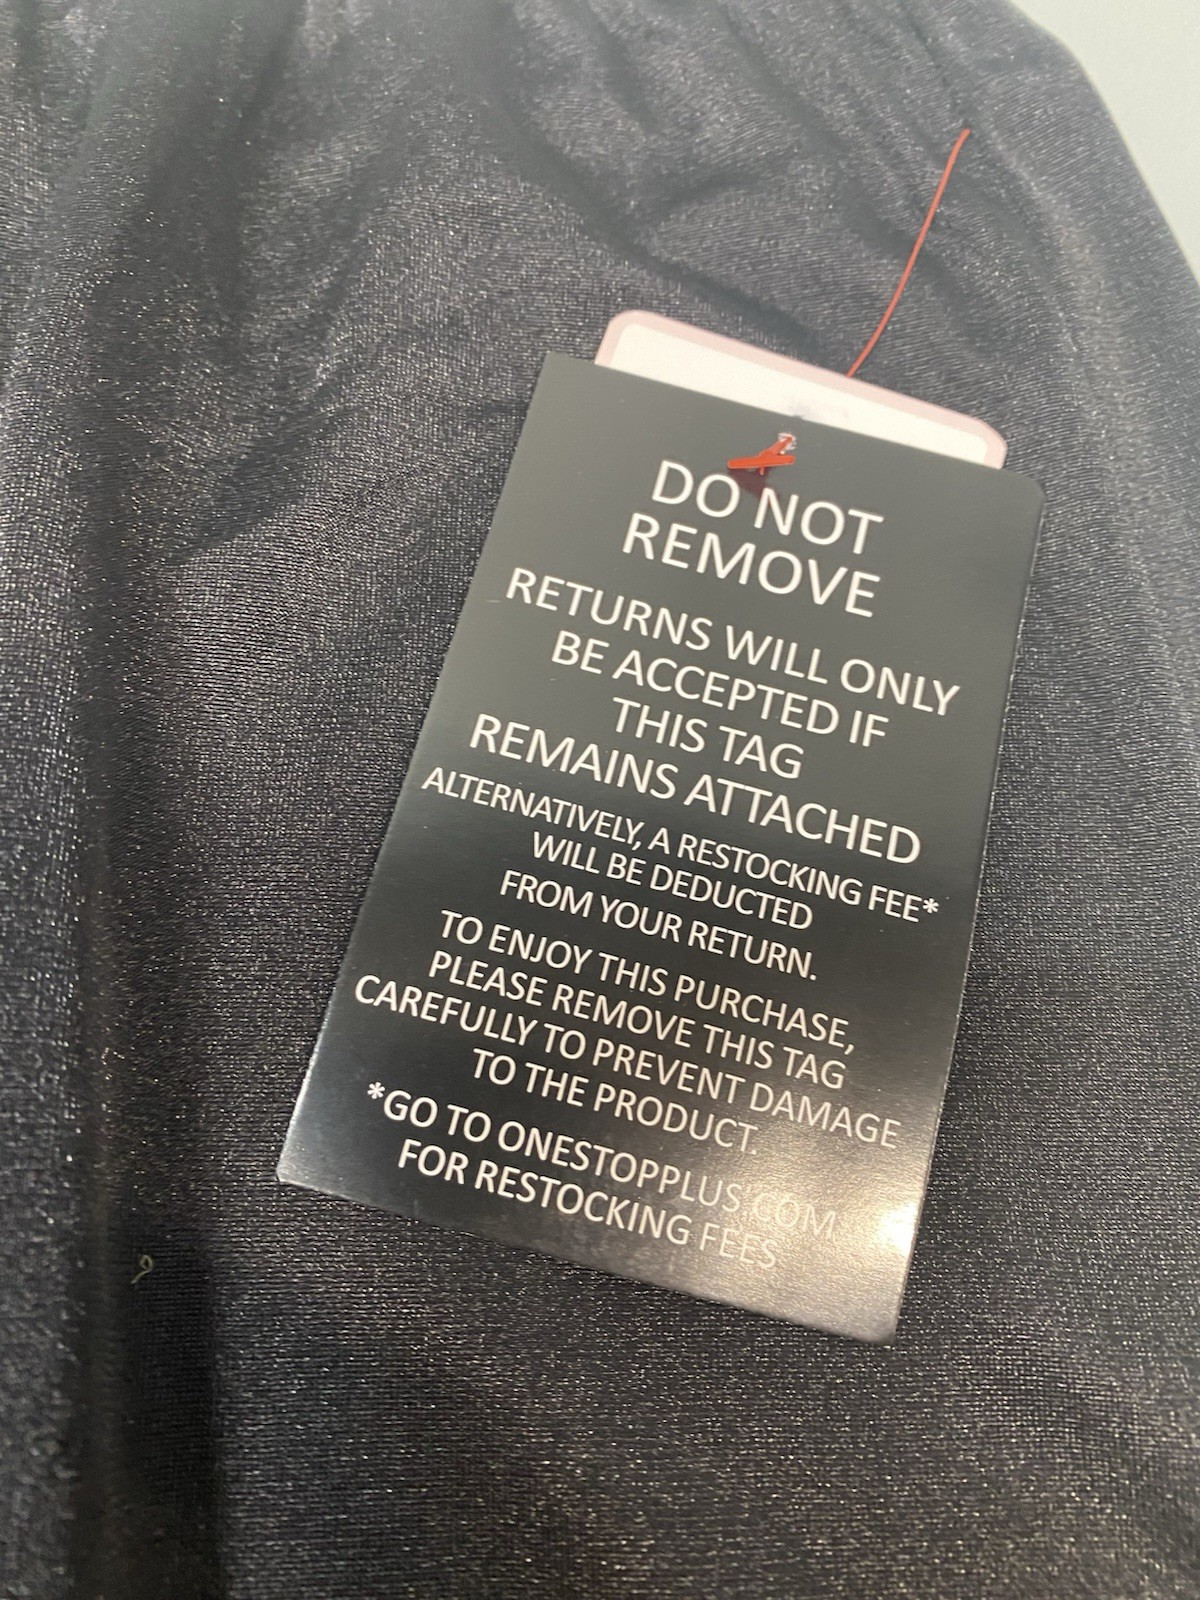 DO NOT
REMOVE
RETURNS WILL ONLY
BE ACCEPTED IF
THIS TAG
REMAINS ATTACHED
ALTERNATIVELY, A RESTOCKING FEE*
WILL BE DEDUCTED
FROM YOUR RETURN.
TO ENJOY THIS PURCHASE,
PLEASE REMOVE THIS TAG
CAREFULLY TO PREVENT DAMAGE
TO THE PRODUCT.
*GO TO ONESTOPPLUS.COM
FOR RESTOCKING FEES